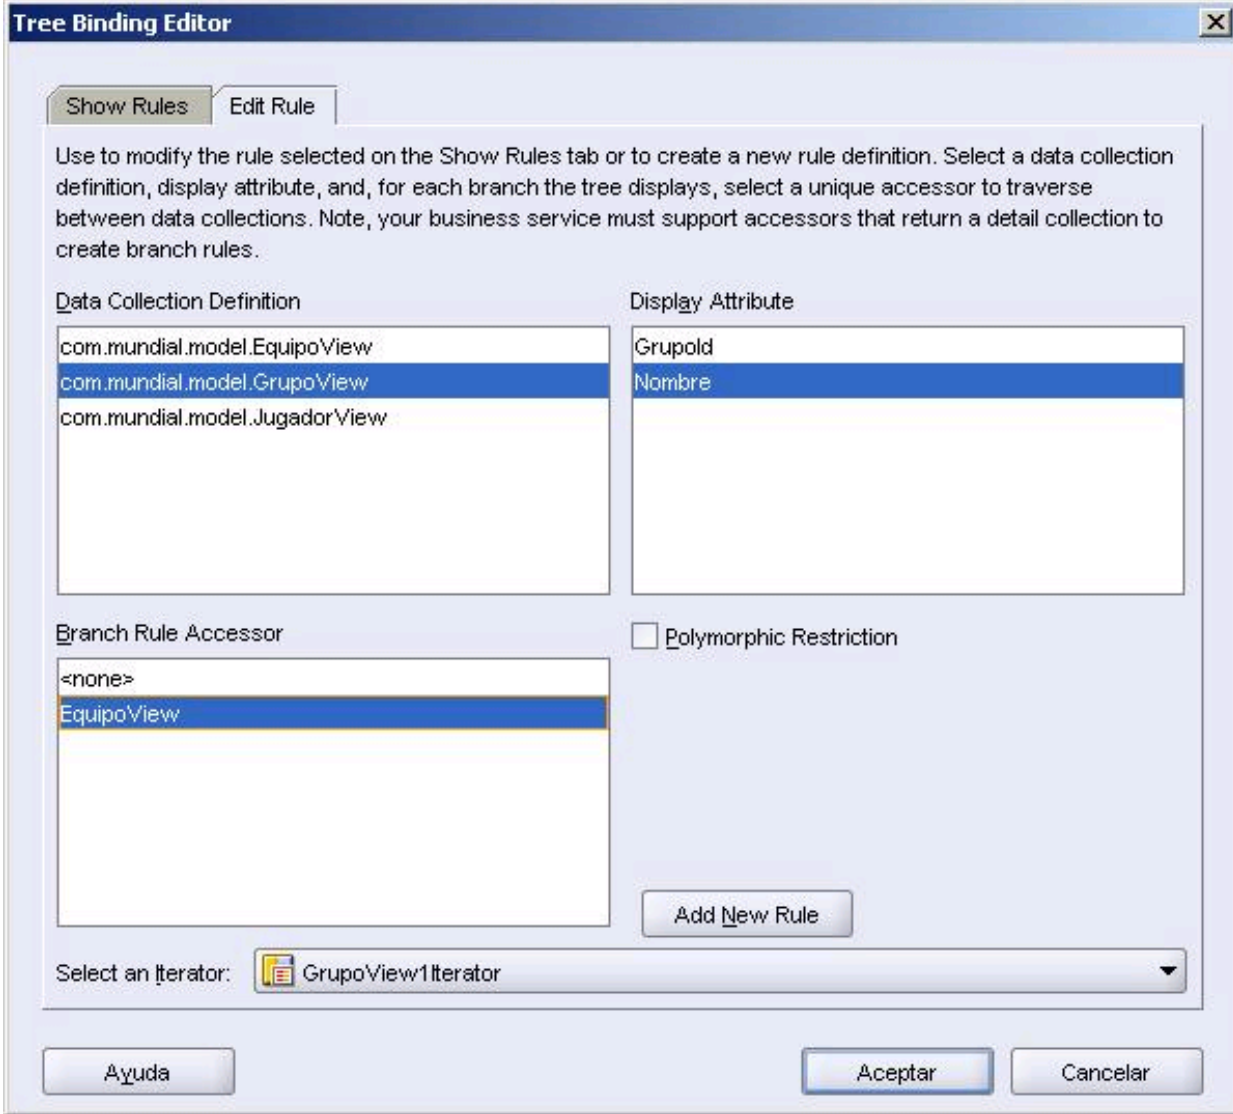 Tree Binding Editor
Show Rules
Edit Rule
Use to modify the rule selected on the Show Rules tab or to create a new rule definition. Select a data collection
definition, display attribute, and, for each branch the tree displays, select a unique accessor to traverse
between data collections. Note, your business service must support accessors that return a detail collection to
create branch rules.
Data Collection Definition
com.mundial.model.EquipoView
com.mundial.model.GrupoView
com.mundial.model.JugadorView
Display Attribute
GrupoId
Nombre
Branch Rule Accessor
<none>
EquipoView
Polymorphic Restriction
Add New Rule
Select an Iterator:
GrupoView1Iterator
Ayuda
Aceptar
Cancelar